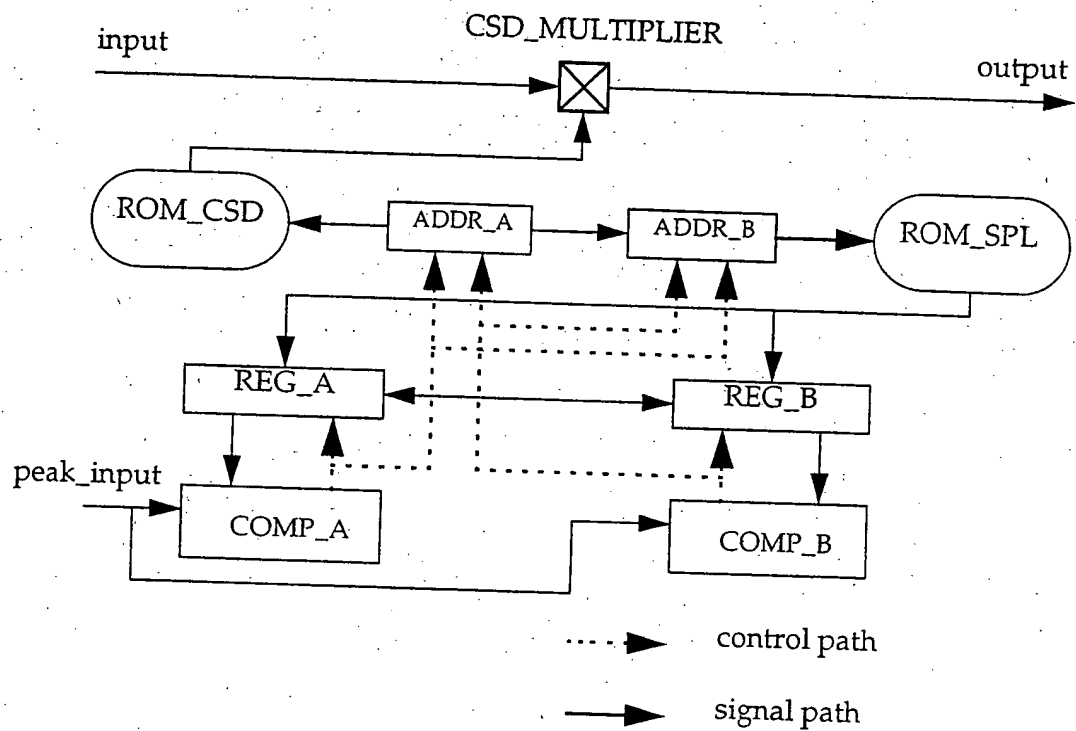 CSD_MULTIPLIER
input
output
ROM_CSD
ADDR_A
ADDR_B
ROM_SPL
REG_A
REG_B
peak_input
COMP_A
COMP_B
control path
signal path